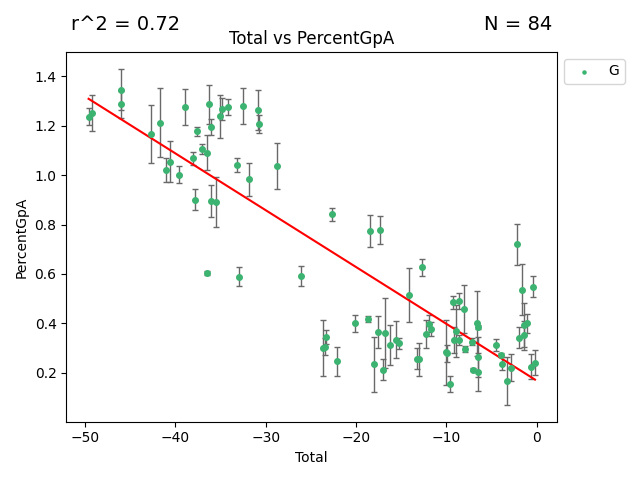 r^2 = 0.72
N = 84
Total vs PercentGpA
G
PercentGpA
1.4
1.2
1.0
0.8
0.6
0.4
0.2
−50 −40 −30 −20 −10 0
Total